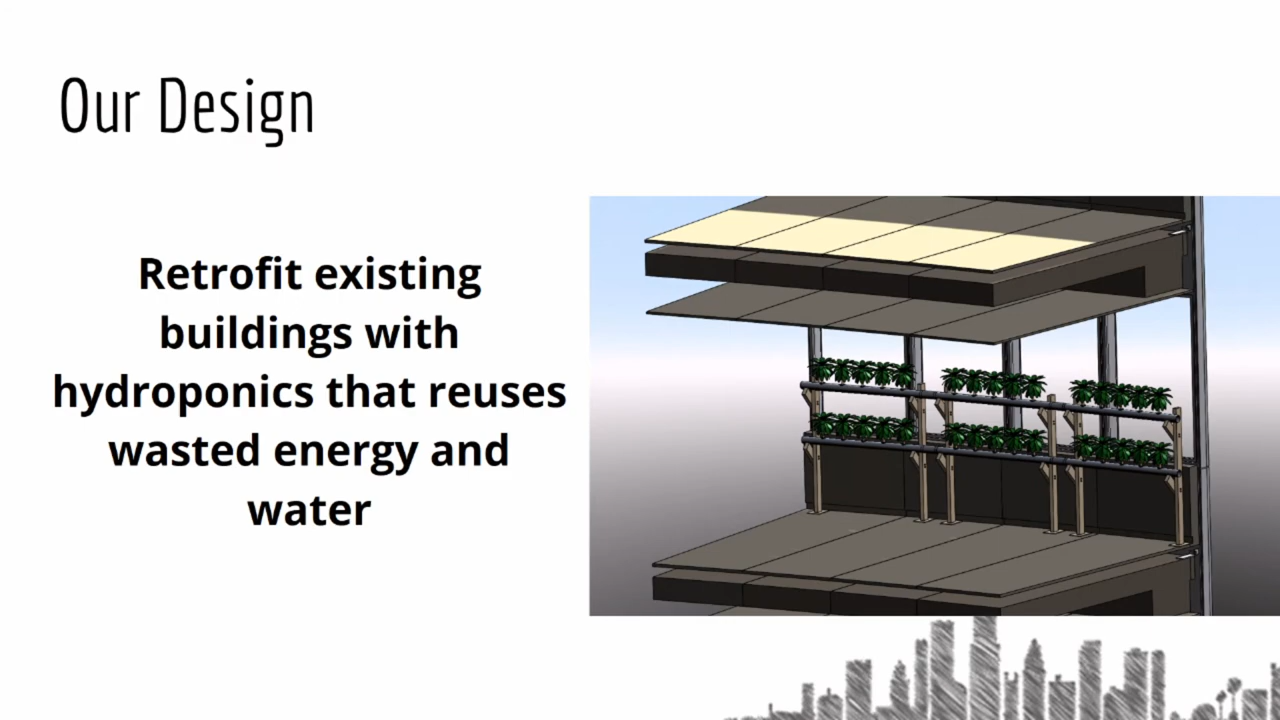 Our Design
Retrofit existing
buildings with
hydroponics that reuses
wasted energy and
water